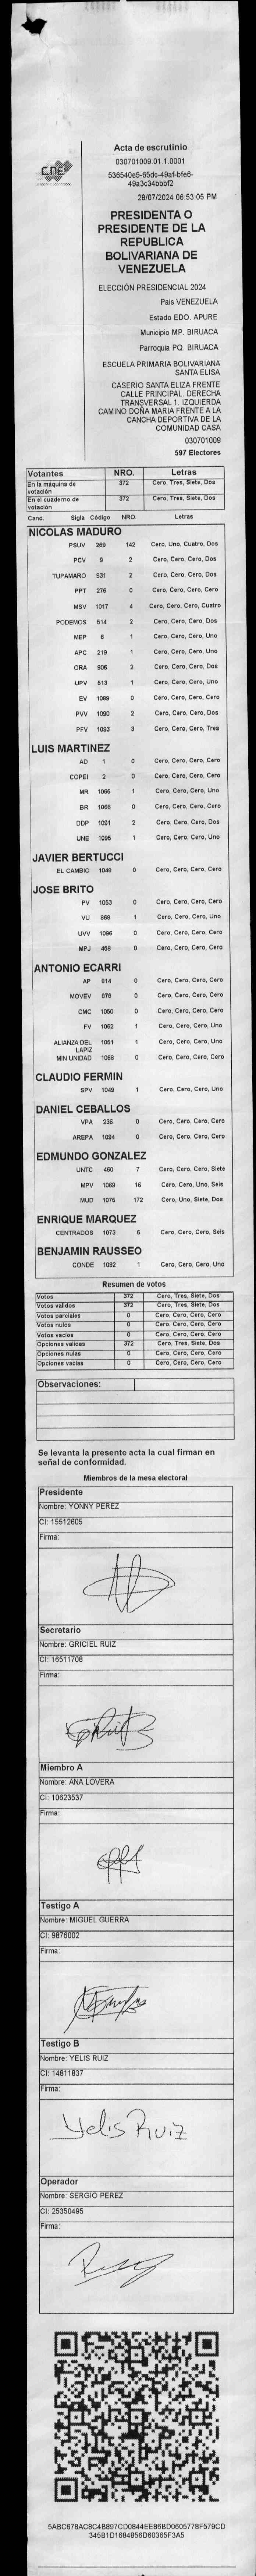 CNE
Acta de escrutinio
030701009.01.1.0001
536540e5-65dc-49af-bfe6-
49a3c34bbbf2
28/07/2024 06:53:05 PM
PRESIDENTA O
PRESIDENTE DE LA
REPUBLICA
BOLIVARIANA DE
VENEZUELA
ELECCIÓN PRESIDENCIAL 2024
País VENEZUELA
Estado EDO. APURE
Municipio MP. BIRUACA
Parroquia PQ. BIRUACA
ESCUELA PRIMARIA BOLIVARIANA
SANTA ELISA
CASERIO SANTA ELIZA FRENTE
CALLE PRINCIPAL. DERECHA
TRANSVERSAL 1. IZQUIERDA
CAMINO DOÑA MARIA FRENTE A LA
CANCHA DEPORTIVA DE LA
COMUNIDAD CASA
030701009
597 Electores
Votantes NRO. Letras
En la máquina de votación 372 Cero, Tres, Siete, Dos
En el cuaderno de votación 372 Cero, Tres, Siete, Dos
Cand. Sigla Código NRO. Letras
NICOLAS MADURO
PSUV 269 142 Cero, Uno, Cuatro, Dos
PCV 9 2 Cero, Cero, Cero, Dos
TUPAMARO 931 2 Cero, Cero, Cero, Dos
PPT 276 0 Cero, Cero, Cero, Cero
MSV 1017 4 Cero, Cero, Cero, Cuatro
PODEMOS 514 2 Cero, Cero, Cero, Dos
MEP 6 1 Cero, Cero, Cero, Uno
APC 219 1 Cero, Cero, Cero, Uno
ORA 906 2 Cero, Cero, Cero, Dos
UPV 513 1 Cero, Cero, Cero, Uno
EV 1089 0 Cero, Cero, Cero, Cero
PVV 1090 2 Cero, Cero, Cero, Dos
PFV 1093 3 Cero, Cero, Cero, Tres
LUIS MARTINEZ
AD 1 0 Cero, Cero, Cero, Cero
COPEI 2 0 Cero, Cero, Cero, Cero
MR 1065 1 Cero, Cero, Cero, Uno
BR 1066 0 Cero, Cero, Cero, Cero
DDP 1091 2 Cero, Cero, Cero, Dos
UNE 1095 1 Cero, Cero, Cero, Uno
JAVIER BERTUCCI
EL CAMBIO 1048 0 Cero, Cero, Cero, Cero
JOSE BRITO
PV 1053 0 Cero, Cero, Cero, Cero
VU 868 1 Cero, Cero, Cero, Uno
UVV 1096 0 Cero, Cero, Cero, Cero
MPJ 458 0 Cero, Cero, Cero, Cero
ANTONIO ECARRI
AP 614 0 Cero, Cero, Cero, Cero
MOVEV 870 0 Cero, Cero, Cero, Cero
CMC 1050 0 Cero, Cero, Cero, Cero
FV 1062 1 Cero, Cero, Cero, Uno
ALIANZA DEL LAPIZ 1051 1 Cero, Cero, Cero, Uno
MIN UNIDAD 1058 0 Cero, Cero, Cero, Cero
CLAUDIO FERMIN
SPV 1049 1 Cero, Cero, Cero, Uno
DANIEL CEBALLOS
VPA 236 0 Cero, Cero, Cero, Cero
AREPA 1094 0 Cero, Cero, Cero, Cero
EDMUNDO GONZALEZ
UNTC 460 7 Cero, Cero, Cero, Siete
MPV 1069 16 Cero, Cero, Uno, Seis
MUD 1075 172 Cero, Uno, Siete, Dos
ENRIQUE MARQUEZ
CENTRADOS 1073 6 Cero, Cero, Cero, Seis
BENJAMIN RAUSSEO
CONDE 1092 1 Cero, Cero, Cero, Uno
Resumen de votos
Votos 372 Cero, Tres, Siete, Dos
Votos validos 372 Cero, Tres, Siete, Dos
Votos parciales 0 Cero, Cero, Cero, Cero
Votos nulos 0 Cero, Cero, Cero, Cero
Votos vacíos 0 Cero, Cero, Cero, Cero
Opciones validas 372 Cero, Tres, Siete, Dos
Opciones nulas 0 Cero, Cero, Cero, Cero
Opciones vacías 0 Cero, Cero, Cero, Cero
Observaciones:
Se levanta la presente acta la cual firman en
señal de conformidad.
Miembros de la mesa electoral
Presidente
Nombre: YONNY PEREZ
CI: 15512605
Firma:
Secretario
Nombre: GRICIEL RUIZ
CI: 16511708
Firma:
Miembro A
Nombre: ANA LOVERA
CI: 10623537
Firma:
Testigo A
Nombre: MIGUEL GUERRA
CI: 9876002
Firma:
Testigo B
Nombre: YELIS RUIZ
CI: 14811837
Firma:
Yelis Ruiz
Operador
Nombre: SERGIO PEREZ
CI: 25350495
Firma:
5ABC678AC8C4B897CD0844EE86BD0605778F579CD
345B1D1684856D60365F3A5